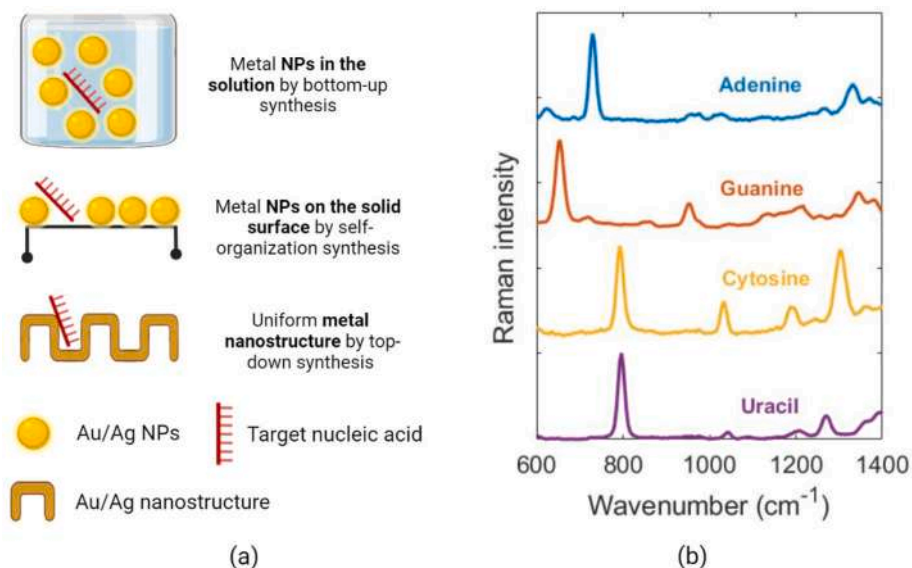 Metal NPs in the
solution by bottom-up
synthesis
Metal NPs on the solid
surface by self-
organization synthesis
Uniform metal
nanostructure by top-
down synthesis
Au/Ag NPs
Target nucleic acid
Au/Ag nanostructure
(a)
Raman intensity
Adenine
Guanine
Cytosine
Uracil
600 800 1000 1200 1400
Wavenumber (cm⁻¹)
(b)